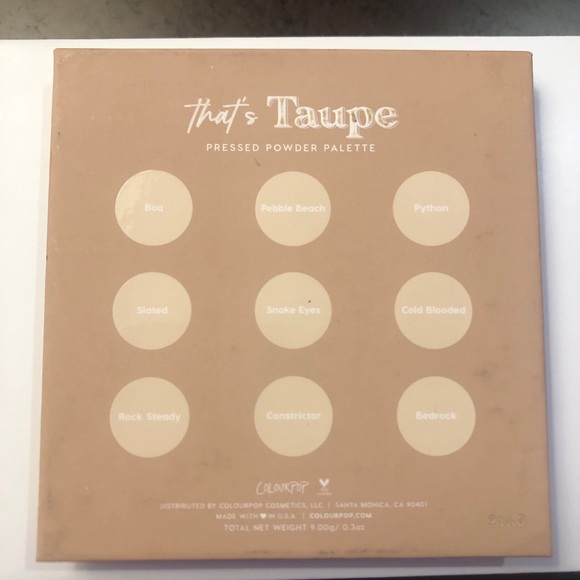 that's Taupe
PRESSED POWDER PALETTE
Boa Pebble Beach Python
Slated Snake Eyes Cold Blooded
Rock Steady Constrictor Bedrock
COLOURPOP
DISTRIBUTED BY COLOURPOP COSMETICS, LLC | SANTA MONICA, CA 90401
MADE WITH ♥ IN U.S.A. | COLOURPOP.COM
TOTAL NET WEIGHT 9.00g/ 0.3oz